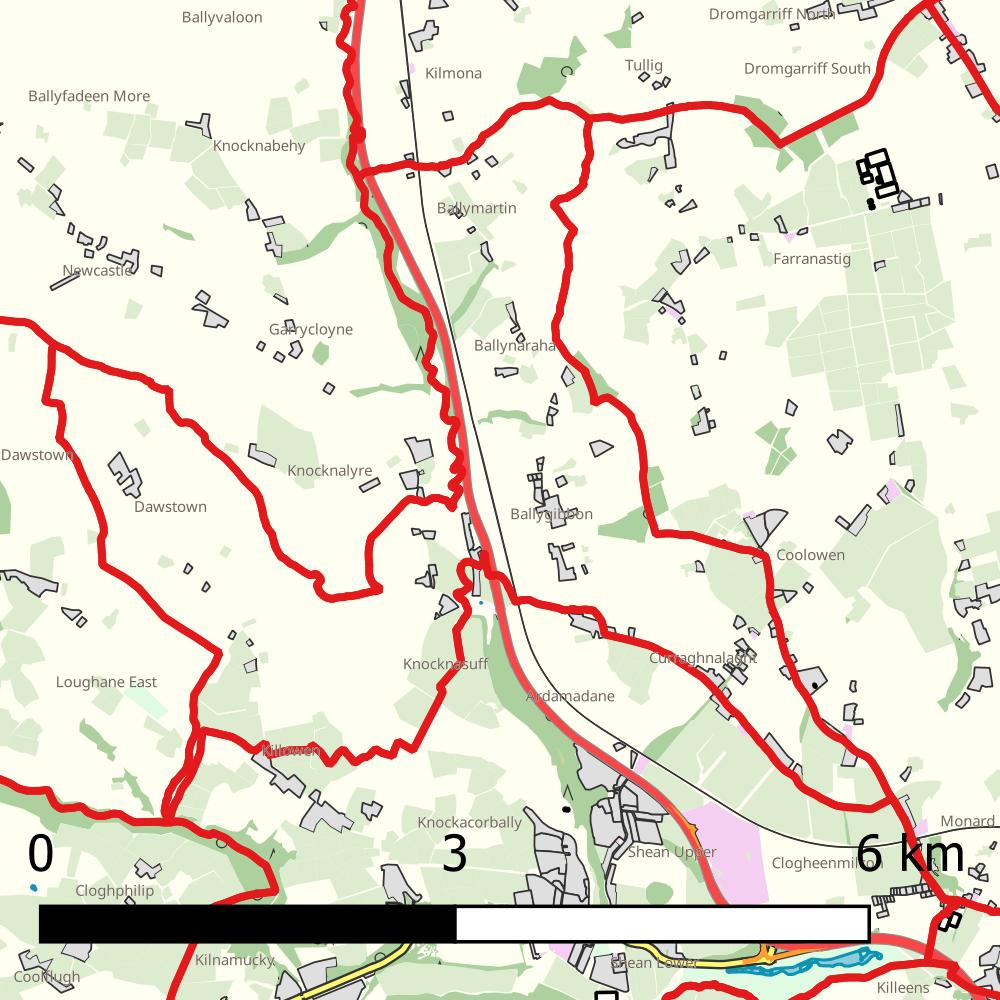 Ballyvaloon
Dromgarriff North
Kilmona
Tullig
Dromgarriff South
Ballyfadeen More
Knocknabehy
Ballymartin
Newcastle
Farranastig
Garrycloyne
Ballynaraha
Dawstown
Knocknalyre
Dawstown
Ballygibbon
Coolowen
Curraghnalaght
Knocknasuff
Loughane East
Ardamadane
Killowen
Knockacorbally
Monard
Shean Upper
Clogheenmil
0 3 6 km
Cloghphilip
Kilnamucky
Shean Lower
Coolflugh
Killeens